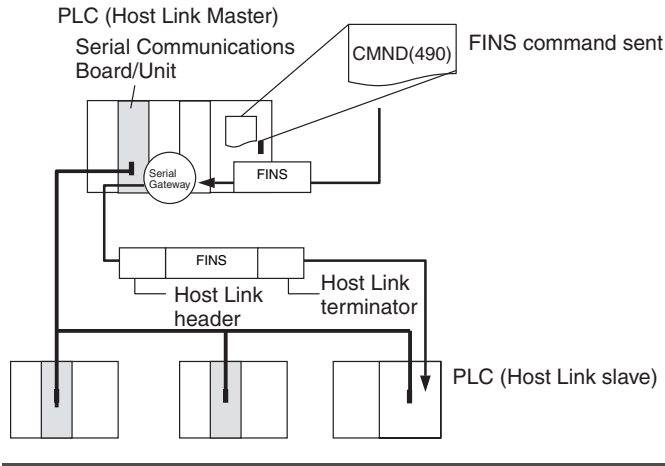 PLC (Host Link Master)
Serial Communications
Board/Unit
CMND(490)
FINS command sent
Serial
Gateway
FINS
FINS
Host Link
header
Host Link
terminator
PLC (Host Link slave)